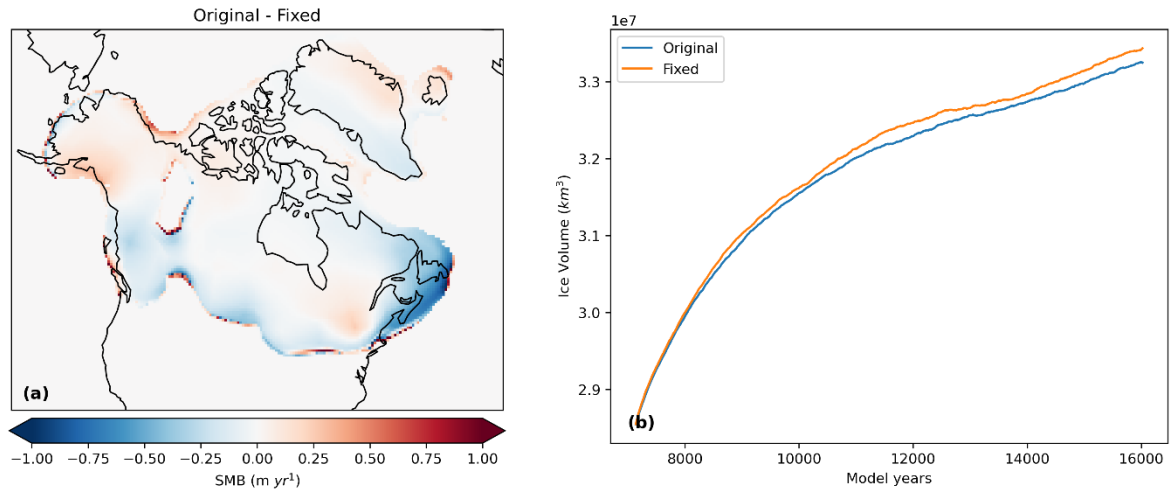 Original - Fixed
(a)
−1.00 −0.75 −0.50 −0.25 0.00 0.25 0.50 0.75 1.00
SMB (m yr¹)
1e7
Original
Fixed
3.3
3.2
3.1
3.0
2.9
Ice Volume (km³)
(b)
8000 10000 12000 14000 16000
Model years